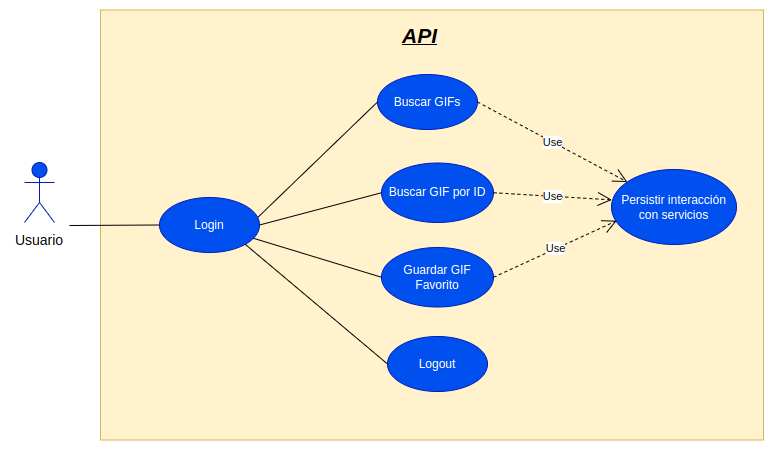 API
Buscar GIFs
Use
Buscar GIF por ID
Use
Persistir interacción
con servicios
Login
Usuario
Use
Guardar GIF
Favorito
Logout